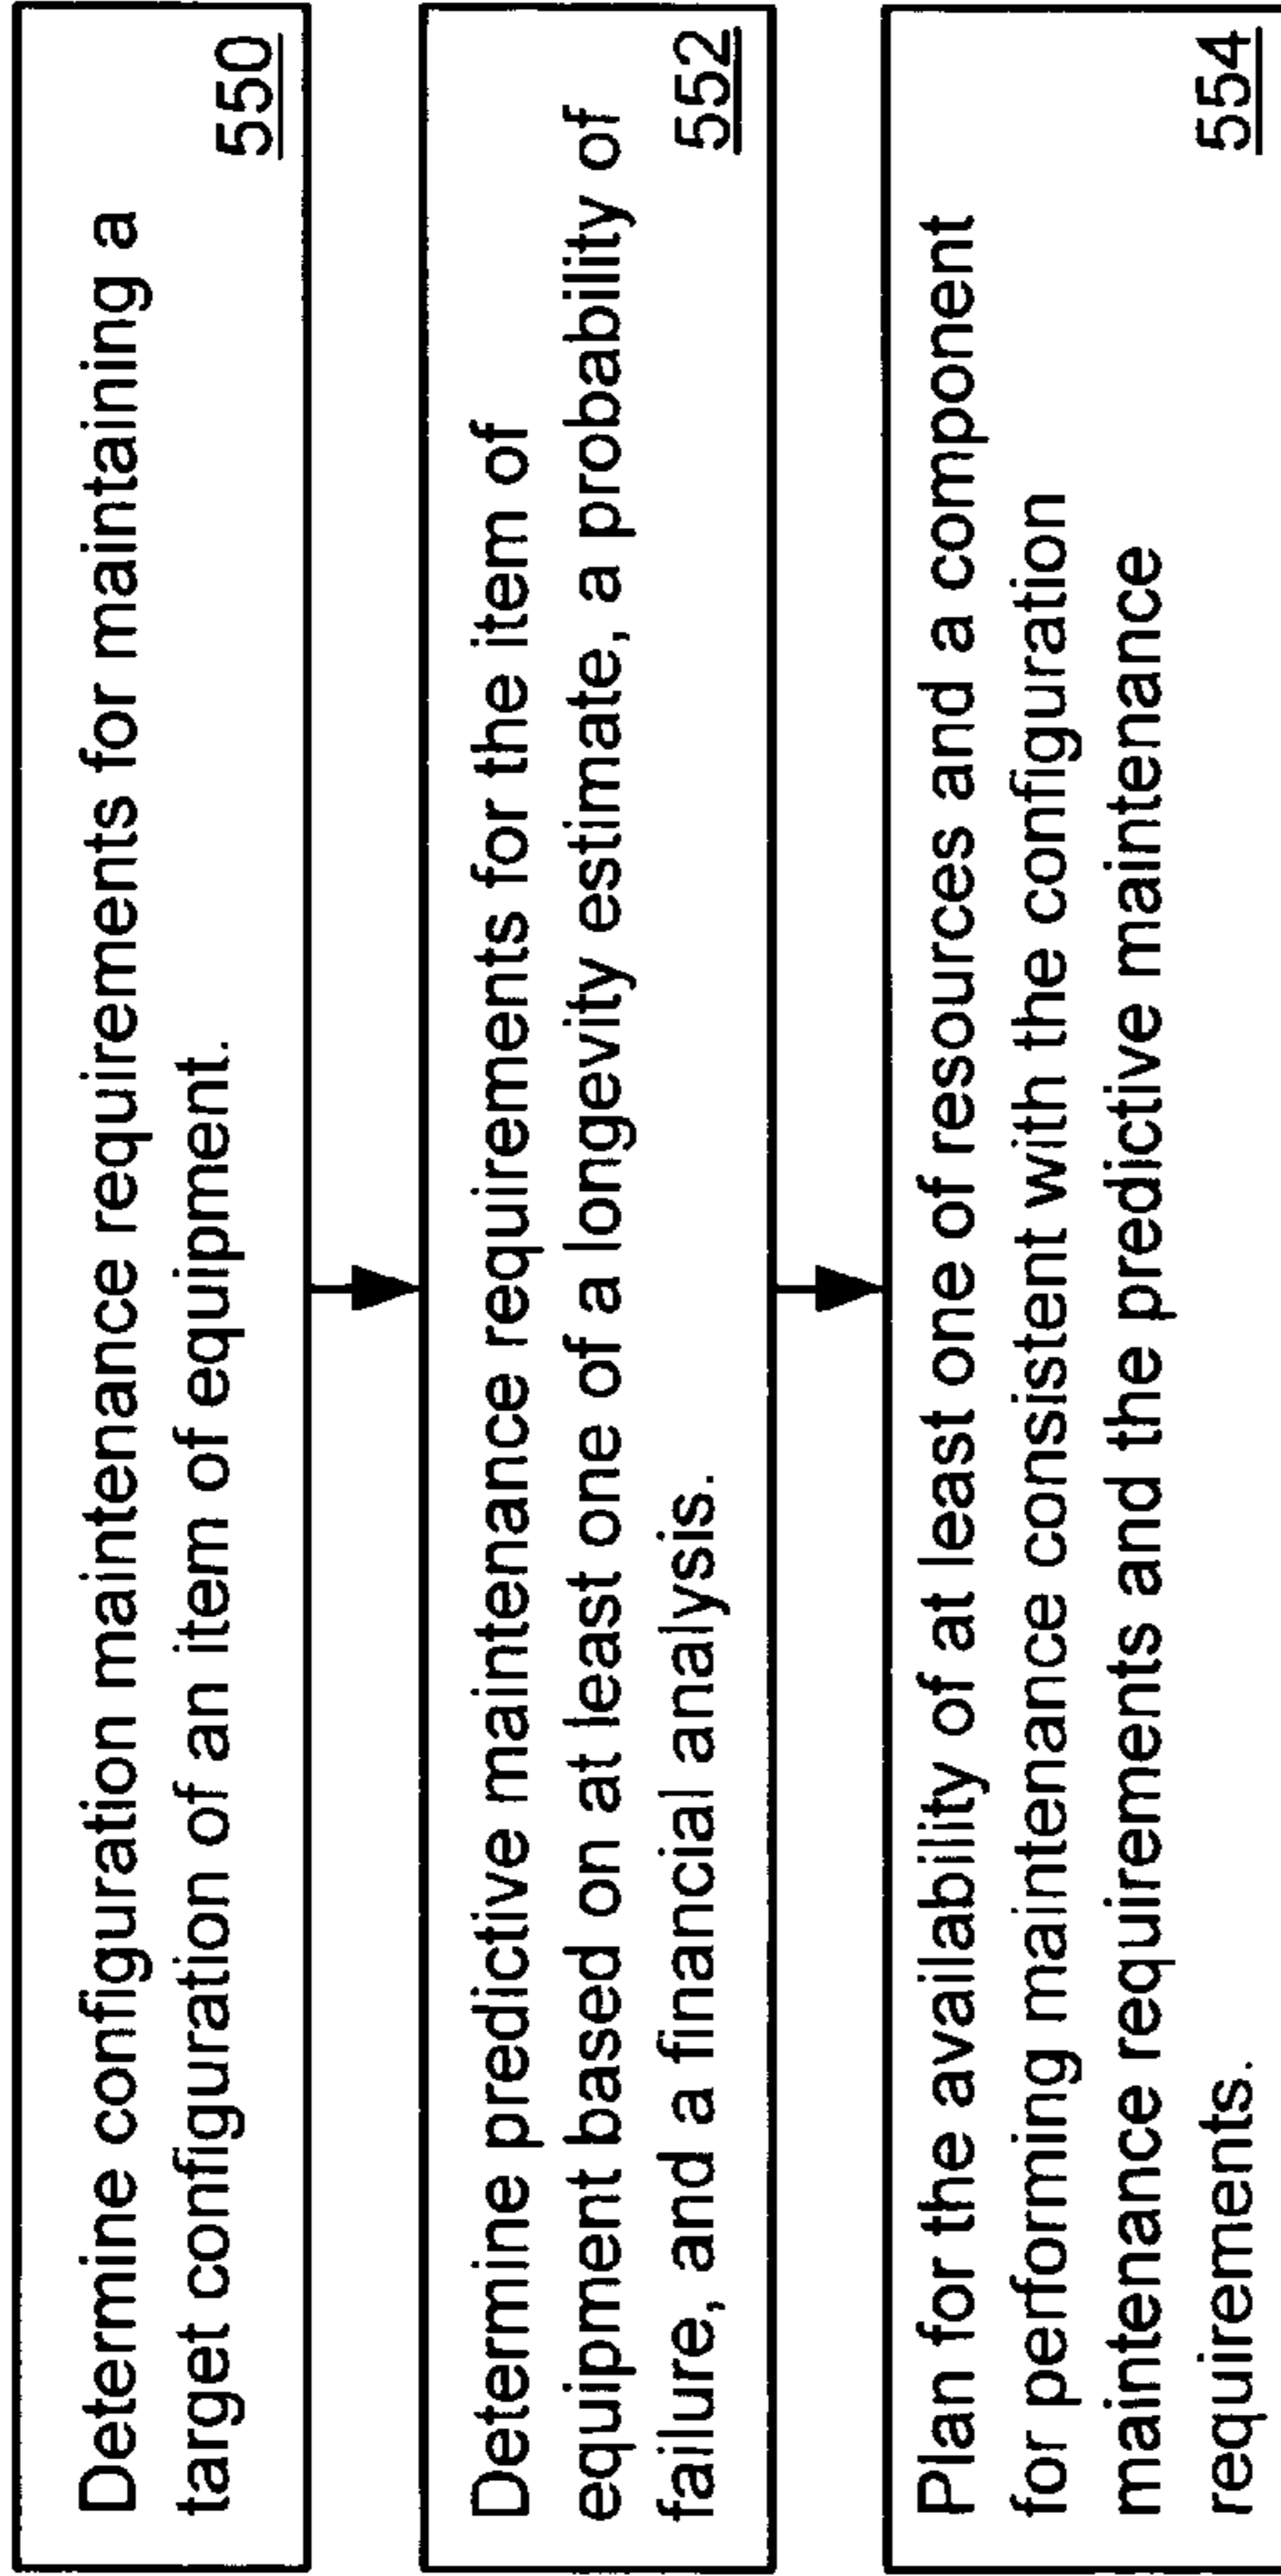 Determine configuration maintenance requirements for maintaining a
target configuration of an item of equipment.
550
Determine predictive maintenance requirements for the item of
equipment based on at least one of a longevity estimate, a probability of
failure, and a financial analysis.
552
Plan for the availability of at least one of resources and a component
for performing maintenance consistent with the configuration
maintenance requirements and the predictive maintenance
requirements.
554